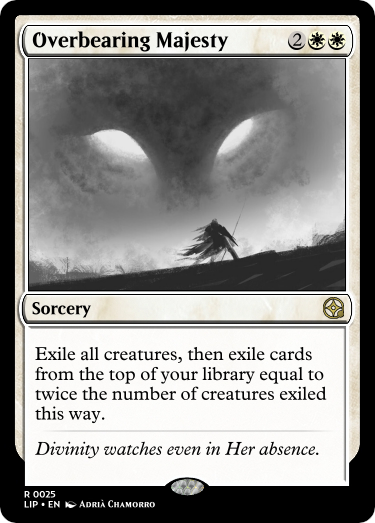 Overbearing Majesty 2
Sorcery
Exile all creatures, then exile cards
from the top of your library equal to
twice the number of creatures exiled
this way.
Divinity watches even in Her absence.
R 0025
LIP • EN Adrià Chamorro